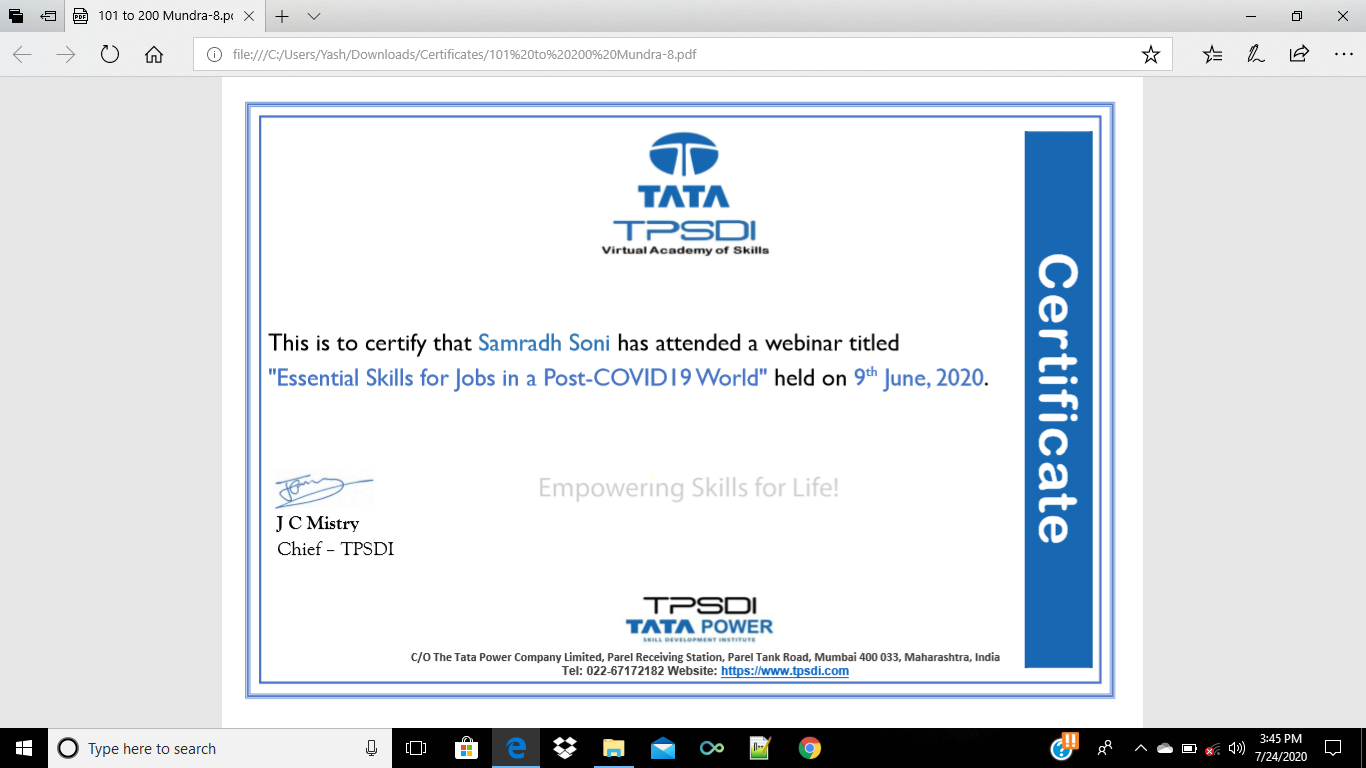 101 to 200 Mundra-8.pc
file:///C:/Users/Yash/Downloads/Certificates/101%20to%20200%20Mundra-8.pdf
TATA
TPSDI
Virtual Academy of Skills
Certificate
This is to certify that Samradh Soni has attended a webinar titled
"Essential Skills for Jobs in a Post-COVID19 World" held on 9th June, 2020.
Empowering Skills for Life!
J C Mistry
Chief – TPSDI
TPSDI
TATA POWER
SKILL DEVELOPMENT INSTITUTE
C/O The Tata Power Company Limited, Parel Receiving Station, Parel Tank Road, Mumbai 400 033, Maharashtra, India
Tel: 022-67172182 Website: https://www.tpsdi.com
Type here to search
3:45 PM
7/24/2020